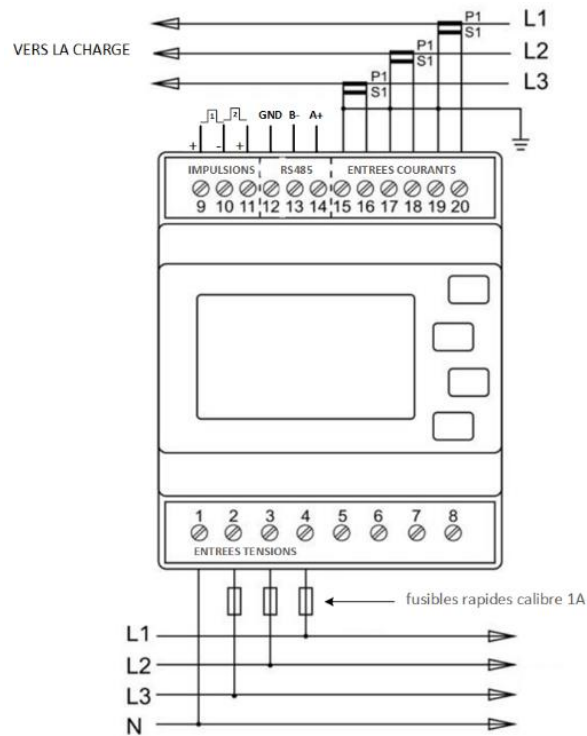 P1 L1
S1
VERS LA CHARGE P1 L2
S1
P1 L3
S1
1 2 GND B- A+
+ - +
IMPULSIONS RS485 ENTREES COURANTS
9 10 11 12 13 14 15 16 17 18 19 20
1 2 3 4 5 6 7 8
ENTREES TENSIONS
fusibles rapides calibre 1A
L1
L2
L3
N